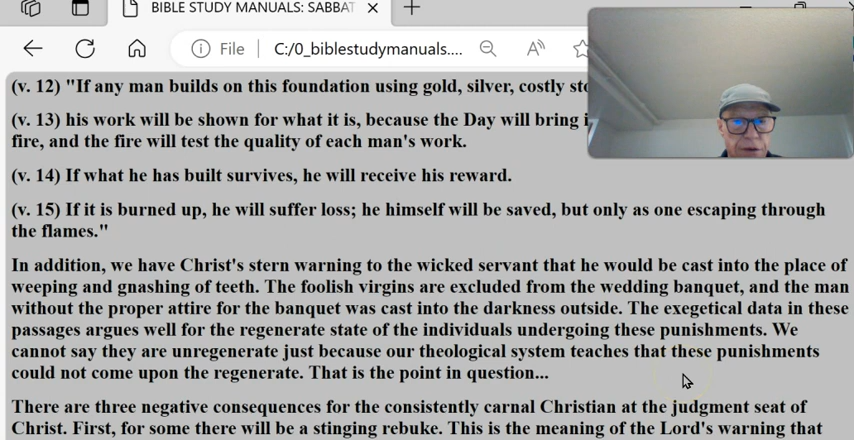 BIBLE STUDY MANUALS: SABBAT
File C:/0_biblestudymanuals....
(v. 12) "If any man builds on this foundation using gold, silver, costly sto
(v. 13) his work will be shown for what it is, because the Day will bring i
fire, and the fire will test the quality of each man's work.
(v. 14) If what he has built survives, he will receive his reward.
(v. 15) If it is burned up, he will suffer loss; he himself will be saved, but only as one escaping through
the flames."
In addition, we have Christ's stern warning to the wicked servant that he would be cast into the place of
weeping and gnashing of teeth. The foolish virgins are excluded from the wedding banquet, and the man
without the proper attire for the banquet was cast into the darkness outside. The exegetical data in these
passages argues well for the regenerate state of the individuals undergoing these punishments. We
cannot say they are unregenerate just because our theological system teaches that these punishments
could not come upon the regenerate. That is the point in question...
There are three negative consequences for the consistently carnal Christian at the judgment seat of
Christ. First, for some there will be a stinging rebuke. This is the meaning of the Lord's warning that